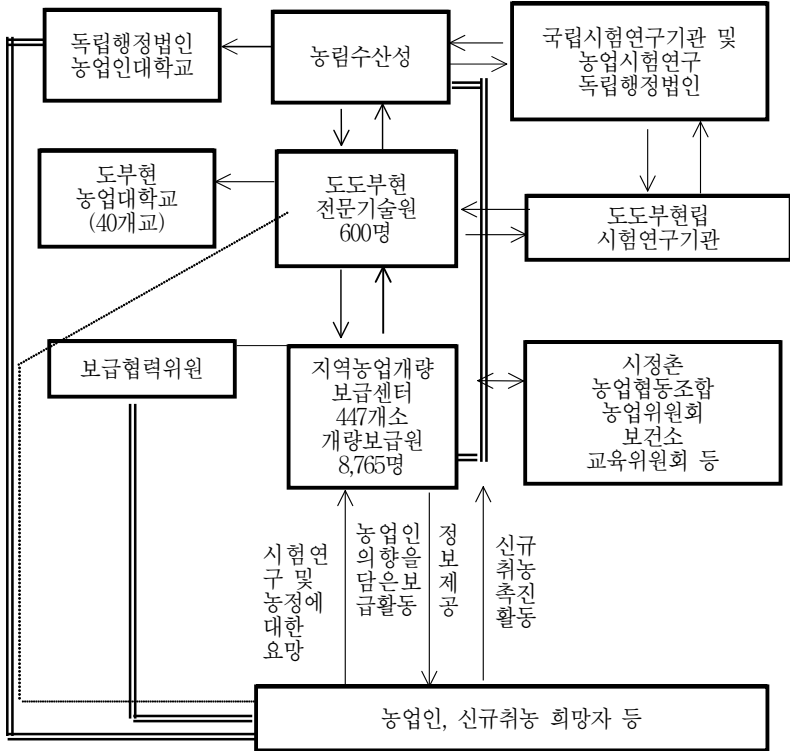 독립행정법인
농업인대학교
농림수산성
국립시험연구기관 및
농업시험연구
독립행정법인
도부현
농업대학교
(40개교)
도도부현
전문기술원
600명
도도부현립
시험연구기관
보급협력위원
지역농업개량
보급센터
447개소
개량보급원
8,765명
시정촌
농업협동조합
농업위원회
보건소
교육위원회 등
시험연
구 및
농정에
대한
요망
농업인
의향을
담은보
급활동
정
보
제
공
신규
취농
촉진
활동
농업인, 신규취농 희망자 등